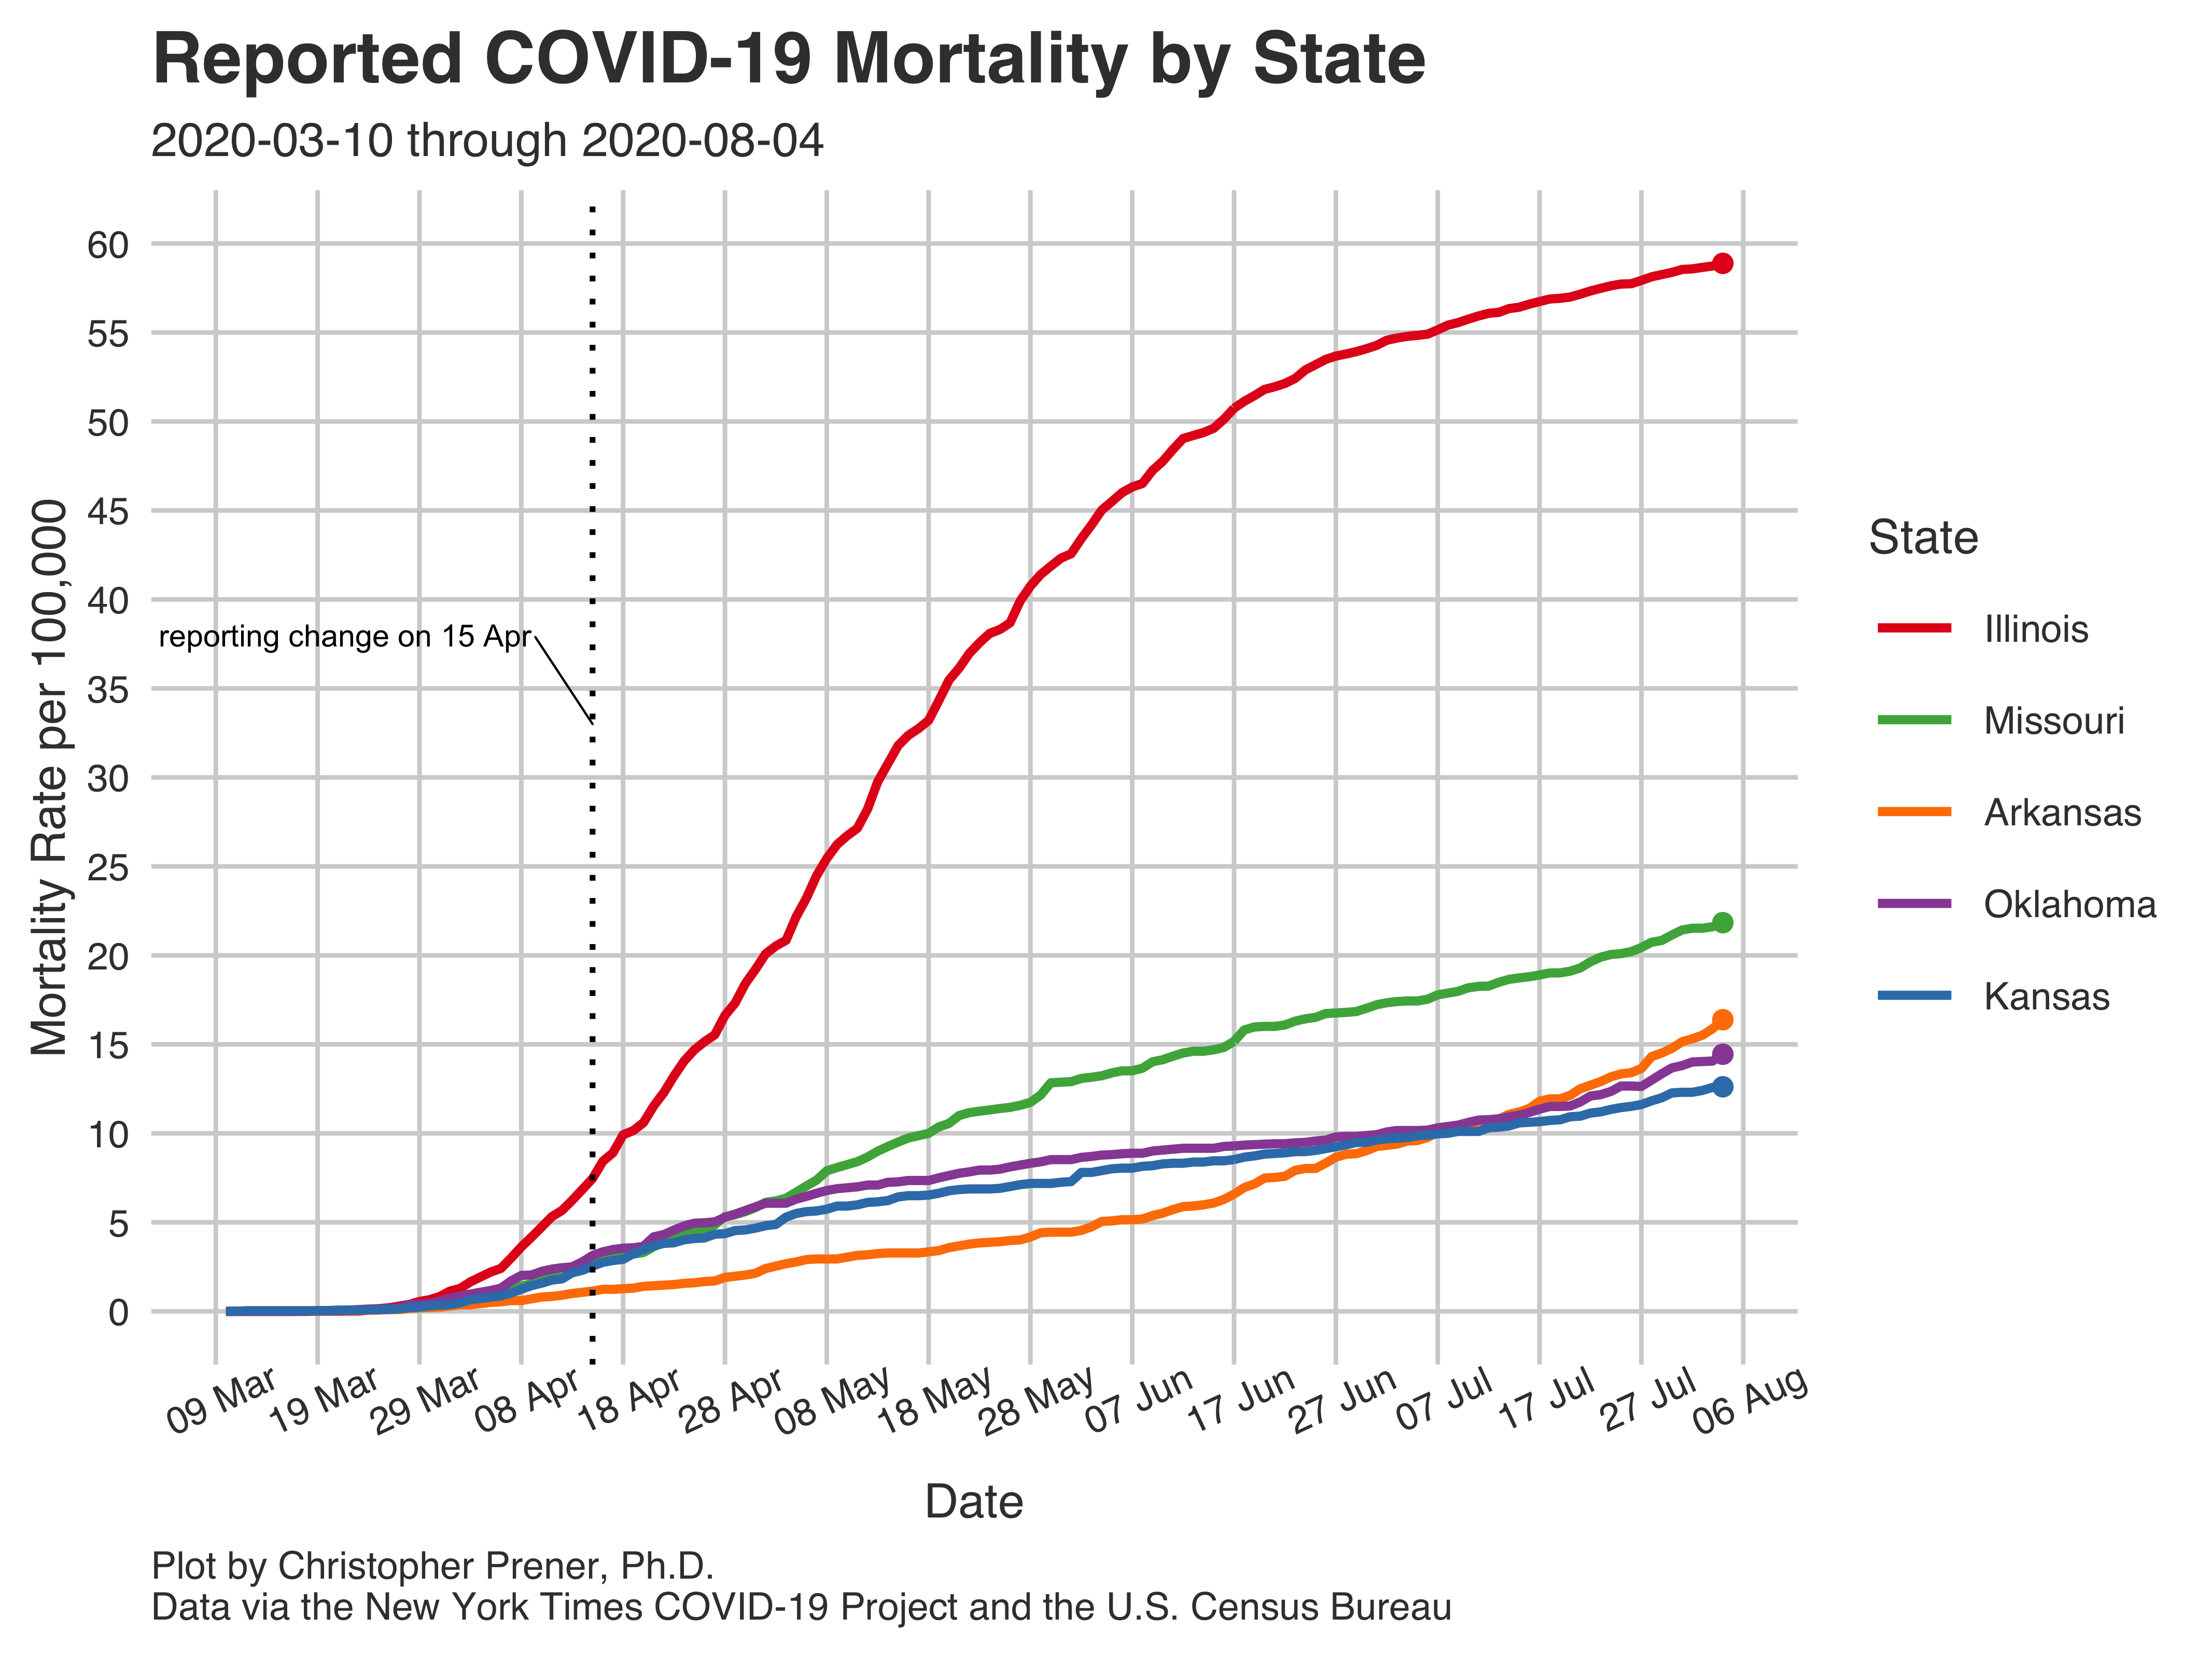 Reported COVID-19 Mortality by State
2020-03-10 through 2020-08-04
Mortality Rate per 100,000
60
55
50
45
40
35
30
25
20
15
10
5
0
reporting change on 15 Apr
09 Mar
19 Mar
29 Mar
08 Apr
18 Apr
28 Apr
08 May
18 May
28 May
07 Jun
17 Jun
27 Jun
07 Jul
17 Jul
27 Jul
06 Aug
Date
State
Illinois
Missouri
Arkansas
Oklahoma
Kansas
Plot by Christopher Prener, Ph.D.
Data via the New York Times COVID-19 Project and the U.S. Census Bureau